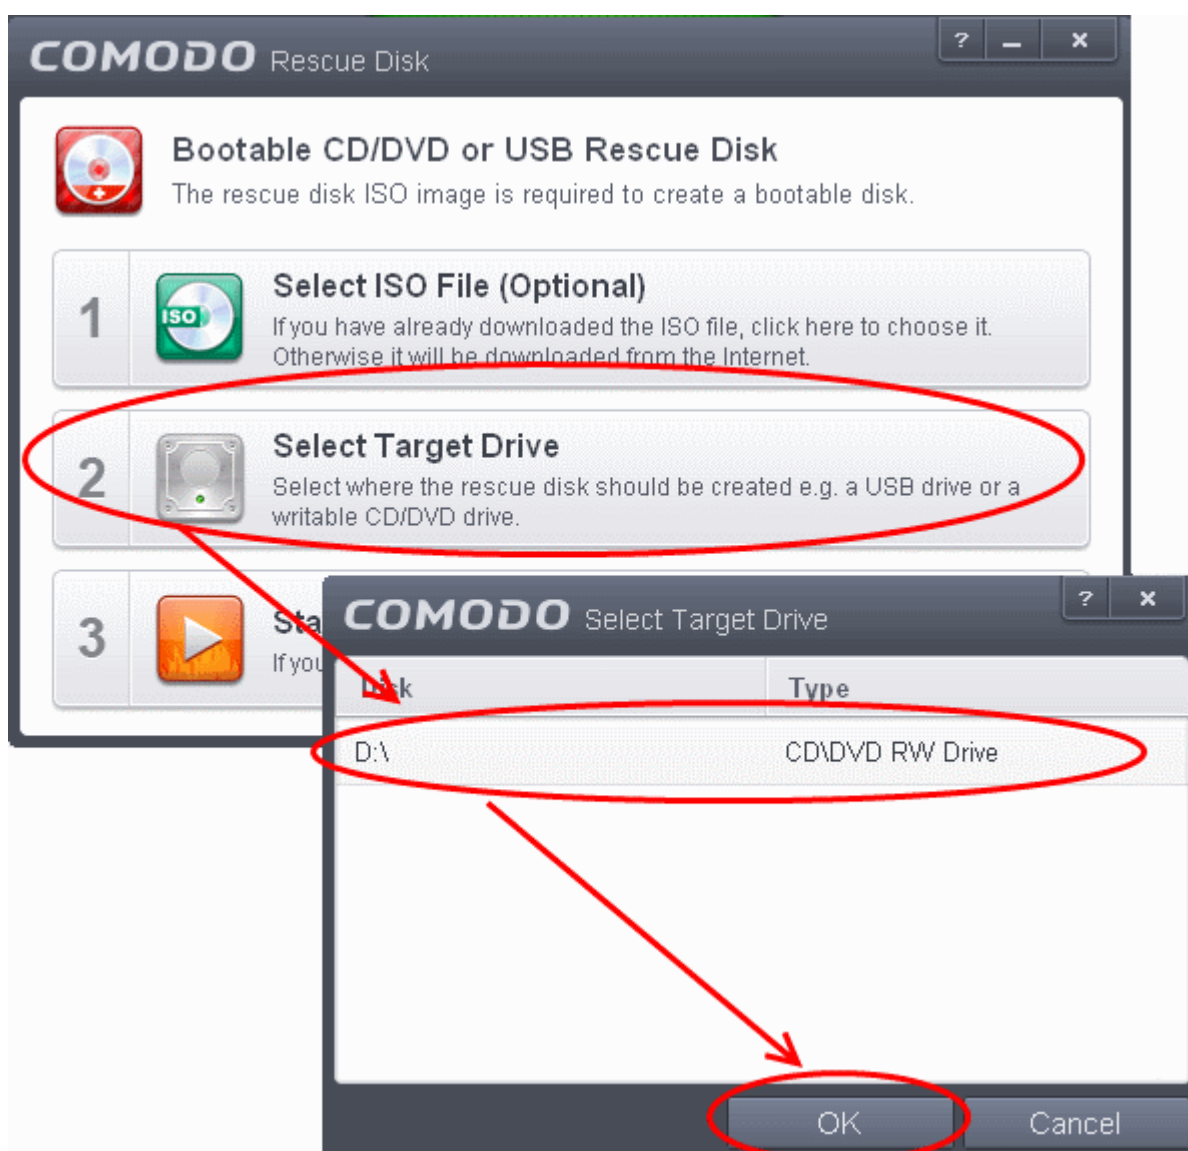 COMODO Rescue Disk
? – ×
Bootable CD/DVD or USB Rescue Disk
The rescue disk ISO image is required to create a bootable disk.
1
ISO
Select ISO File (Optional)
If you have already downloaded the ISO file, click here to choose it.
Otherwise it will be downloaded from the Internet.
2
Select Target Drive
Select where the rescue disk should be created e.g. a USB drive or a
writable CD/DVD drive.
3
Sta
If you
COMODO Select Target Drive
? ×
Disk Type
D:\ CD\DVD RW Drive
OK Cancel